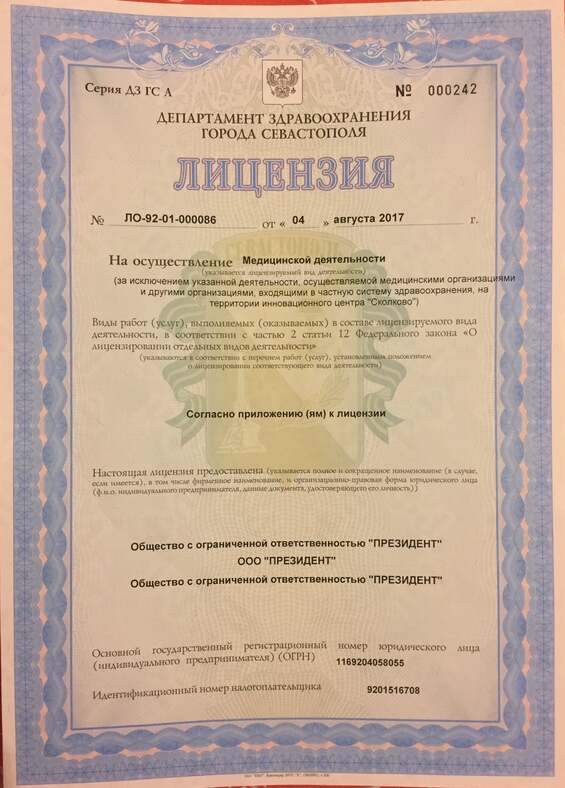 Серия ДЗ ГС А
№ 000242
ДЕПАРТАМЕНТ ЗДРАВООХРАНЕНИЯ
ГОРОДА СЕВАСТОПОЛЯ
ЛИЦЕНЗИЯ
№ ЛО-92-01-000086 от « 04 » августа 2017 г.
На осуществление Медицинской деятельности
(указывается лицензируемый вид деятельности)
(за исключением указанной деятельности, осуществляемой медицинскими организациями
и другими организациями, входящими в частную систему здравоохранения, на
территории инновационного центра "Сколково")
Виды работ (услуг), выполняемых (оказываемых) в составе лицензируемого вида
деятельности, в соответствии с частью 2 статьи 12 Федерального закона «О
лицензировании отдельных видов деятельности»
(указываются в соответствии с перечнем работ (услуг), установленным положением
о лицензировании соответствующего вида деятельности)
Согласно приложению (ям) к лицензии
Настоящая лицензия предоставлена (указывается полное и сокращенное наименование (в случае,
если имеется), в том числе фирменное наименование, и организационно-правовая форма юридического лица
(ф.и.о. индивидуального предпринимателя, данные документа, удостоверяющего его личность))
Общество с ограниченной ответственностью "ПРЕЗИДЕНТ"
ООО "ПРЕЗИДЕНТ"
Общество с ограниченной ответственностью "ПРЕЗИДЕНТ"
Основной государственный регистрационный номер юридического лица
(индивидуального предпринимателя) (ОГРН) 1169204058055
Идентификационный номер налогоплательщика 9201516708